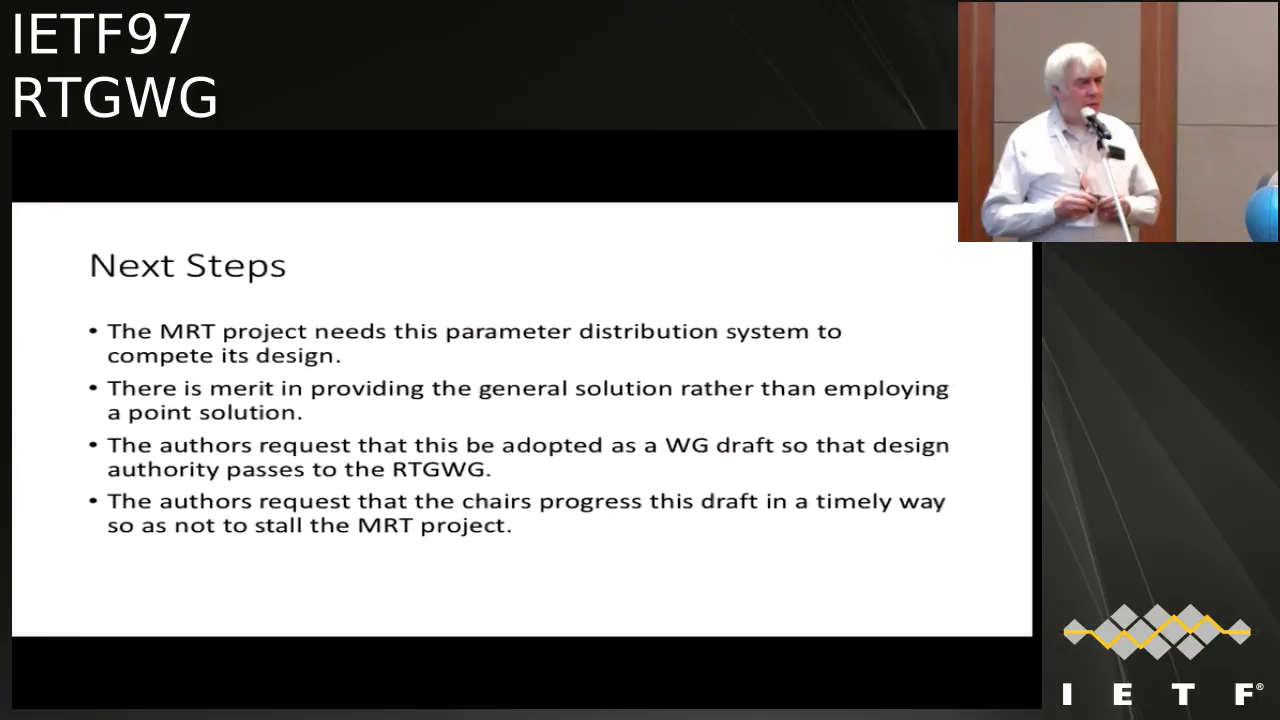 IETF97
RTGWG
Next Steps
• The MRT project needs this parameter distribution system to
compete its design.
• There is merit in providing the general solution rather than employing
a point solution.
• The authors request that this be adopted as a WG draft so that design
authority passes to the RTGWG.
• The authors request that the chairs progress this draft in a timely way
so as not to stall the MRT project.
I E T F®